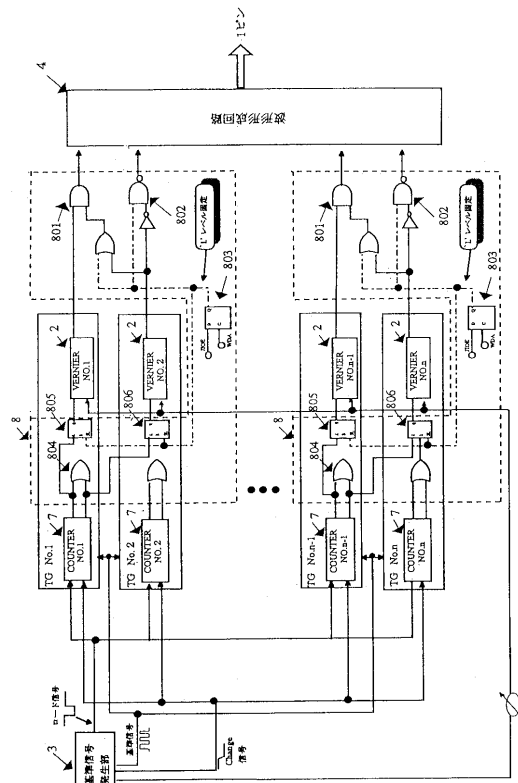 3
基準信号
発生部
ロード信号
基準信号
Change
信号
TG No.1
7
COUNTER
NO.1
8
804
805
2
VERNIER
NO.1
TG No.2
7
COUNTER
NO.2
806
2
VERNIER
NO.2
801
802
"L"レベル固定
803
D
Q
C
4
波形形成回路
1ピン
TG No.n-1
7
COUNTER
NO.n-1
8
804
805
2
VERNIER
NO.n-1
TG No.n
7
COUNTER
NO.n
806
2
VERNIER
NO.n
801
802
"L"レベル固定
803
D
Q
C